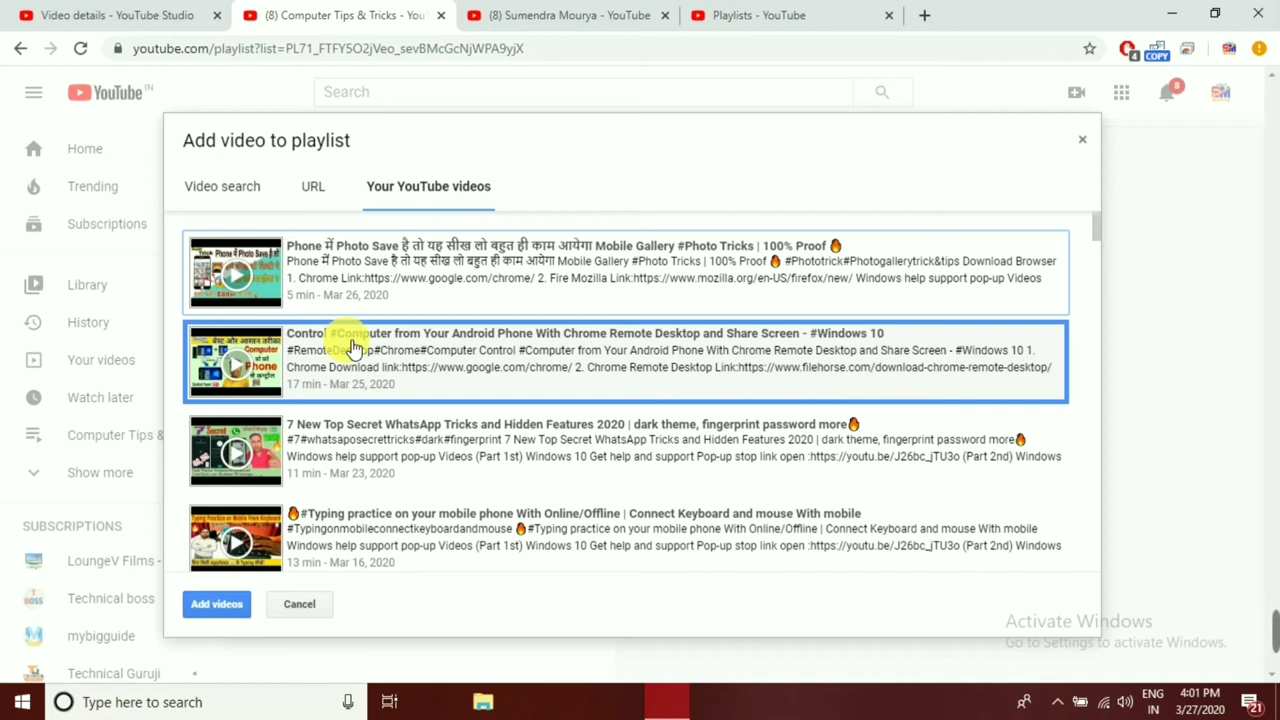 Video details - YouTube Studio
(8) Computer Tips & Tricks - You
(8) Sumendra Mourya - YouTube
Playlists - YouTube
youtube.com/playlist?list=PL71_FTFY5O2jVeo_sevBMcGcNjWPA9yjX
4
COPY
YouTube IN
Search
8
SM
Home
Trending
Subscriptions
Library
History
Your videos
Watch later
Computer Tips &
Show more
SUBSCRIPTIONS
LoungeV Films -
Technical boss
mybigguide
Technical Guruji
Add video to playlist
×
Video search
URL
Your YouTube videos
Phone में Photo Save है तो यह सीख लो बहुत ही काम आयेगा Mobile Gallery #Photo Tricks | 100% Proof 🔥
Phone में Photo Save है तो यह सीख लो बहुत ही काम आयेगा Mobile Gallery #Photo Tricks | 100% Proof 🔥 #Phototrick#Photogallerytrick&tips Download Browser
1. Chrome Link:https://www.google.com/chrome/ 2. Fire Mozilla Link:https://www.mozilla.org/en-US/firefox/new/ Windows help support pop-up Videos
5 min - Mar 26, 2020
Control #Computer from Your Android Phone With Chrome Remote Desktop and Share Screen - #Windows 10
#RemoteDesktop#Chrome#Computer Control #Computer from Your Android Phone With Chrome Remote Desktop and Share Screen - #Windows 10 1.
Chrome Download link:https://www.google.com/chrome/ 2. Chrome Remote Desktop Link:https://www.filehorse.com/download-chrome-remote-desktop/
17 min - Mar 25, 2020
7 New Top Secret WhatsApp Tricks and Hidden Features 2020 | dark theme, fingerprint password more🔥
#7#whatsaposecrettricks#dark#fingerprint 7 New Top Secret WhatsApp Tricks and Hidden Features 2020 | dark theme, fingerprint password more🔥
Windows help support pop-up Videos (Part 1st) Windows 10 Get help and support Pop-up stop link open :https://youtu.be/J26bc_jTU3o (Part 2nd) Windows
11 min - Mar 23, 2020
🔥#Typing practice on your mobile phone With Online/Offline | Connect Keyboard and mouse With mobile
#Typingonmobileconnectkeyboardandmouse 🔥#Typing practice on your mobile phone With Online/Offline | Connect Keyboard and mouse With mobile
Windows help support pop-up Videos (Part 1st) Windows 10 Get help and support Pop-up stop link open :https://youtu.be/J26bc_jTU3o (Part 2nd) Windows
13 min - Mar 16, 2020
Add videos
Cancel
Activate Windows
Go to Settings to activate Windows.
Type here to search
ENG
IN
4:01 PM
3/27/2020
21